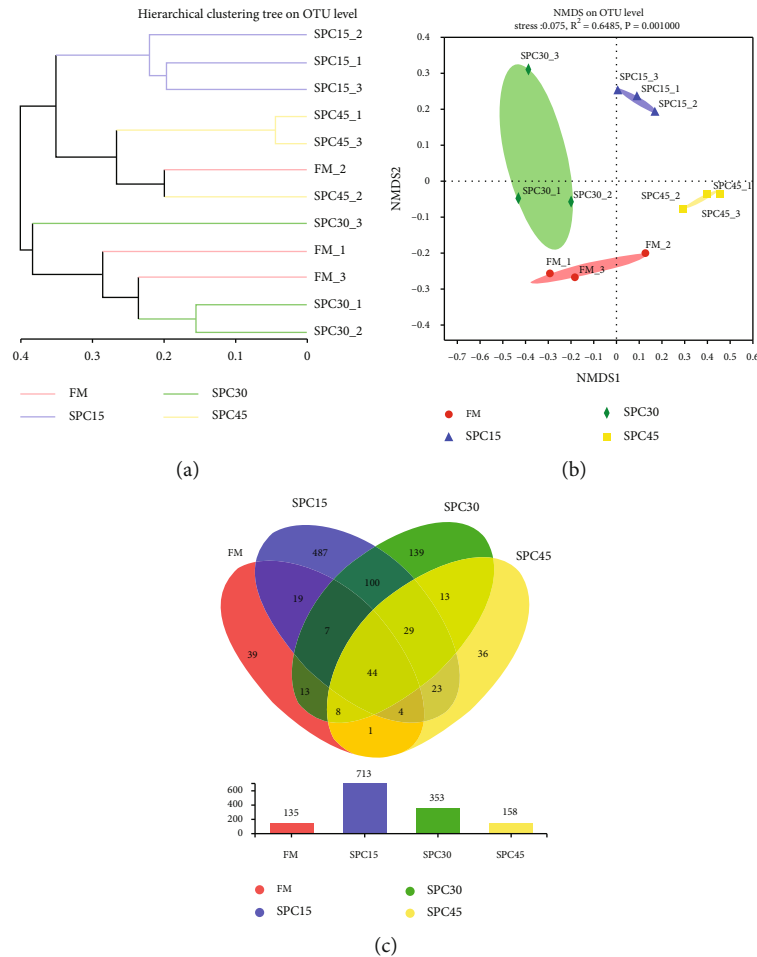 Hierarchical clustering tree on OTU level
SPC15_2
SPC15_1
SPC15_3
SPC45_1
SPC45_3
FM_2
SPC45_2
SPC30_3
FM_1
FM_3
SPC30_1
SPC30_2
0.4 0.3 0.2 0.1 0
FM SPC30
SPC15 SPC45
(a)
NMDS on OTU level
stress :0.075, R2 = 0.6485, P = 0.001000
NMDS2
0.4
0.3
0.2
0.1
0
–0.1
–0.2
–0.3
–0.4
SPC30_3
SPC15_3
SPC15_1
SPC15_2
SPC30_1
SPC30_2
SPC45_1
SPC45_2
SPC45_3
FM_2
FM_1
FM_3
–0.7 –0.6 –0.5 –0.4 –0.3 –0.2 –0.1 0 0.1 0.2 0.3 0.4 0.5 0.6
NMDS1
FM SPC30
SPC15 SPC45
(b)
SPC15 SPC30
FM SPC45
487 139
19 100 13
7 29
39 44 36
13 23
8 4
1
600
400
200
0
135 713 353 158
FM SPC15 SPC30 SPC45
FM SPC30
SPC15 SPC45
(c)